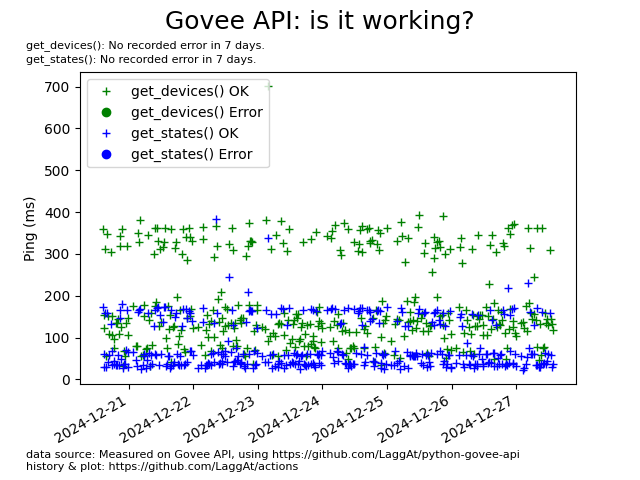 Govee API: is it working?
get_devices(): No recorded error in 7 days.
get_states(): No recorded error in 7 days.
get_devices() OK
get_devices() Error
get_states() OK
get_states() Error
Ping (ms)
700
600
500
400
300
200
100
0
2024-12-21
2024-12-22
2024-12-23
2024-12-24
2024-12-25
2024-12-26
2024-12-27
data source: Measured on Govee API, using https://github.com/LaggAt/python-govee-api
history & plot: https://github.com/LaggAt/actions